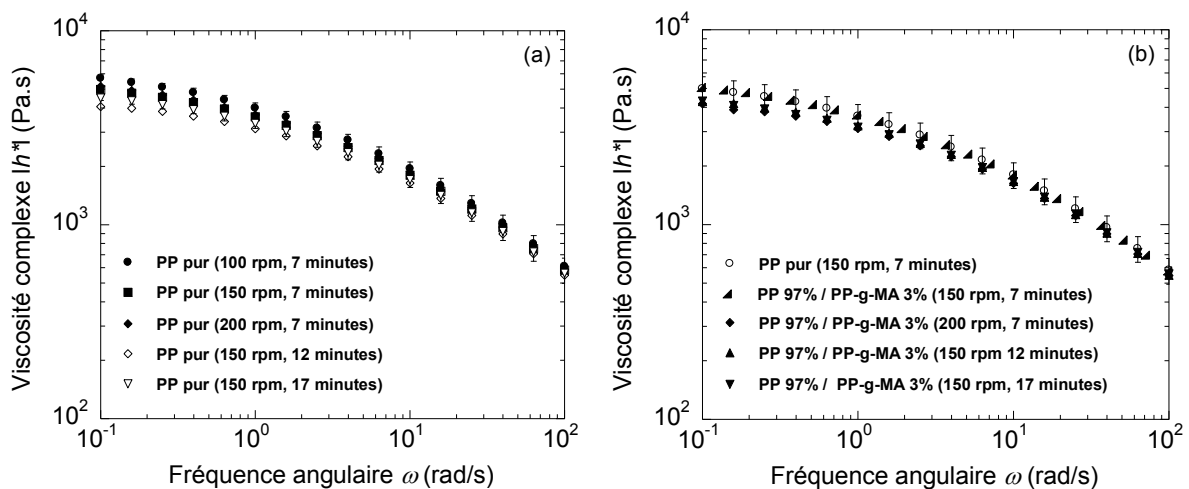 (a)
Viscosité complexe |h*| (Pa.s)
10^4
10^3
10^2
PP pur (100 rpm, 7 minutes)
PP pur (150 rpm, 7 minutes)
PP pur (200 rpm, 7 minutes)
PP pur (150 rpm, 12 minutes)
PP pur (150 rpm, 17 minutes)
10^-1 10^0 10^1 10^2
Fréquence angulaire ω (rad/s)
(b)
Viscosité complexe |h*| (Pa.s)
10^4
10^3
10^2
PP pur (150 rpm, 7 minutes)
PP 97% / PP-g-MA 3% (150 rpm, 7 minutes)
PP 97% / PP-g-MA 3% (200 rpm, 7 minutes)
PP 97% / PP-g-MA 3% (150 rpm 12 minutes)
PP 97% / PP-g-MA 3% (150 rpm, 17 minutes)
10^-1 10^0 10^1 10^2
Fréquence angulaire ω (rad/s)